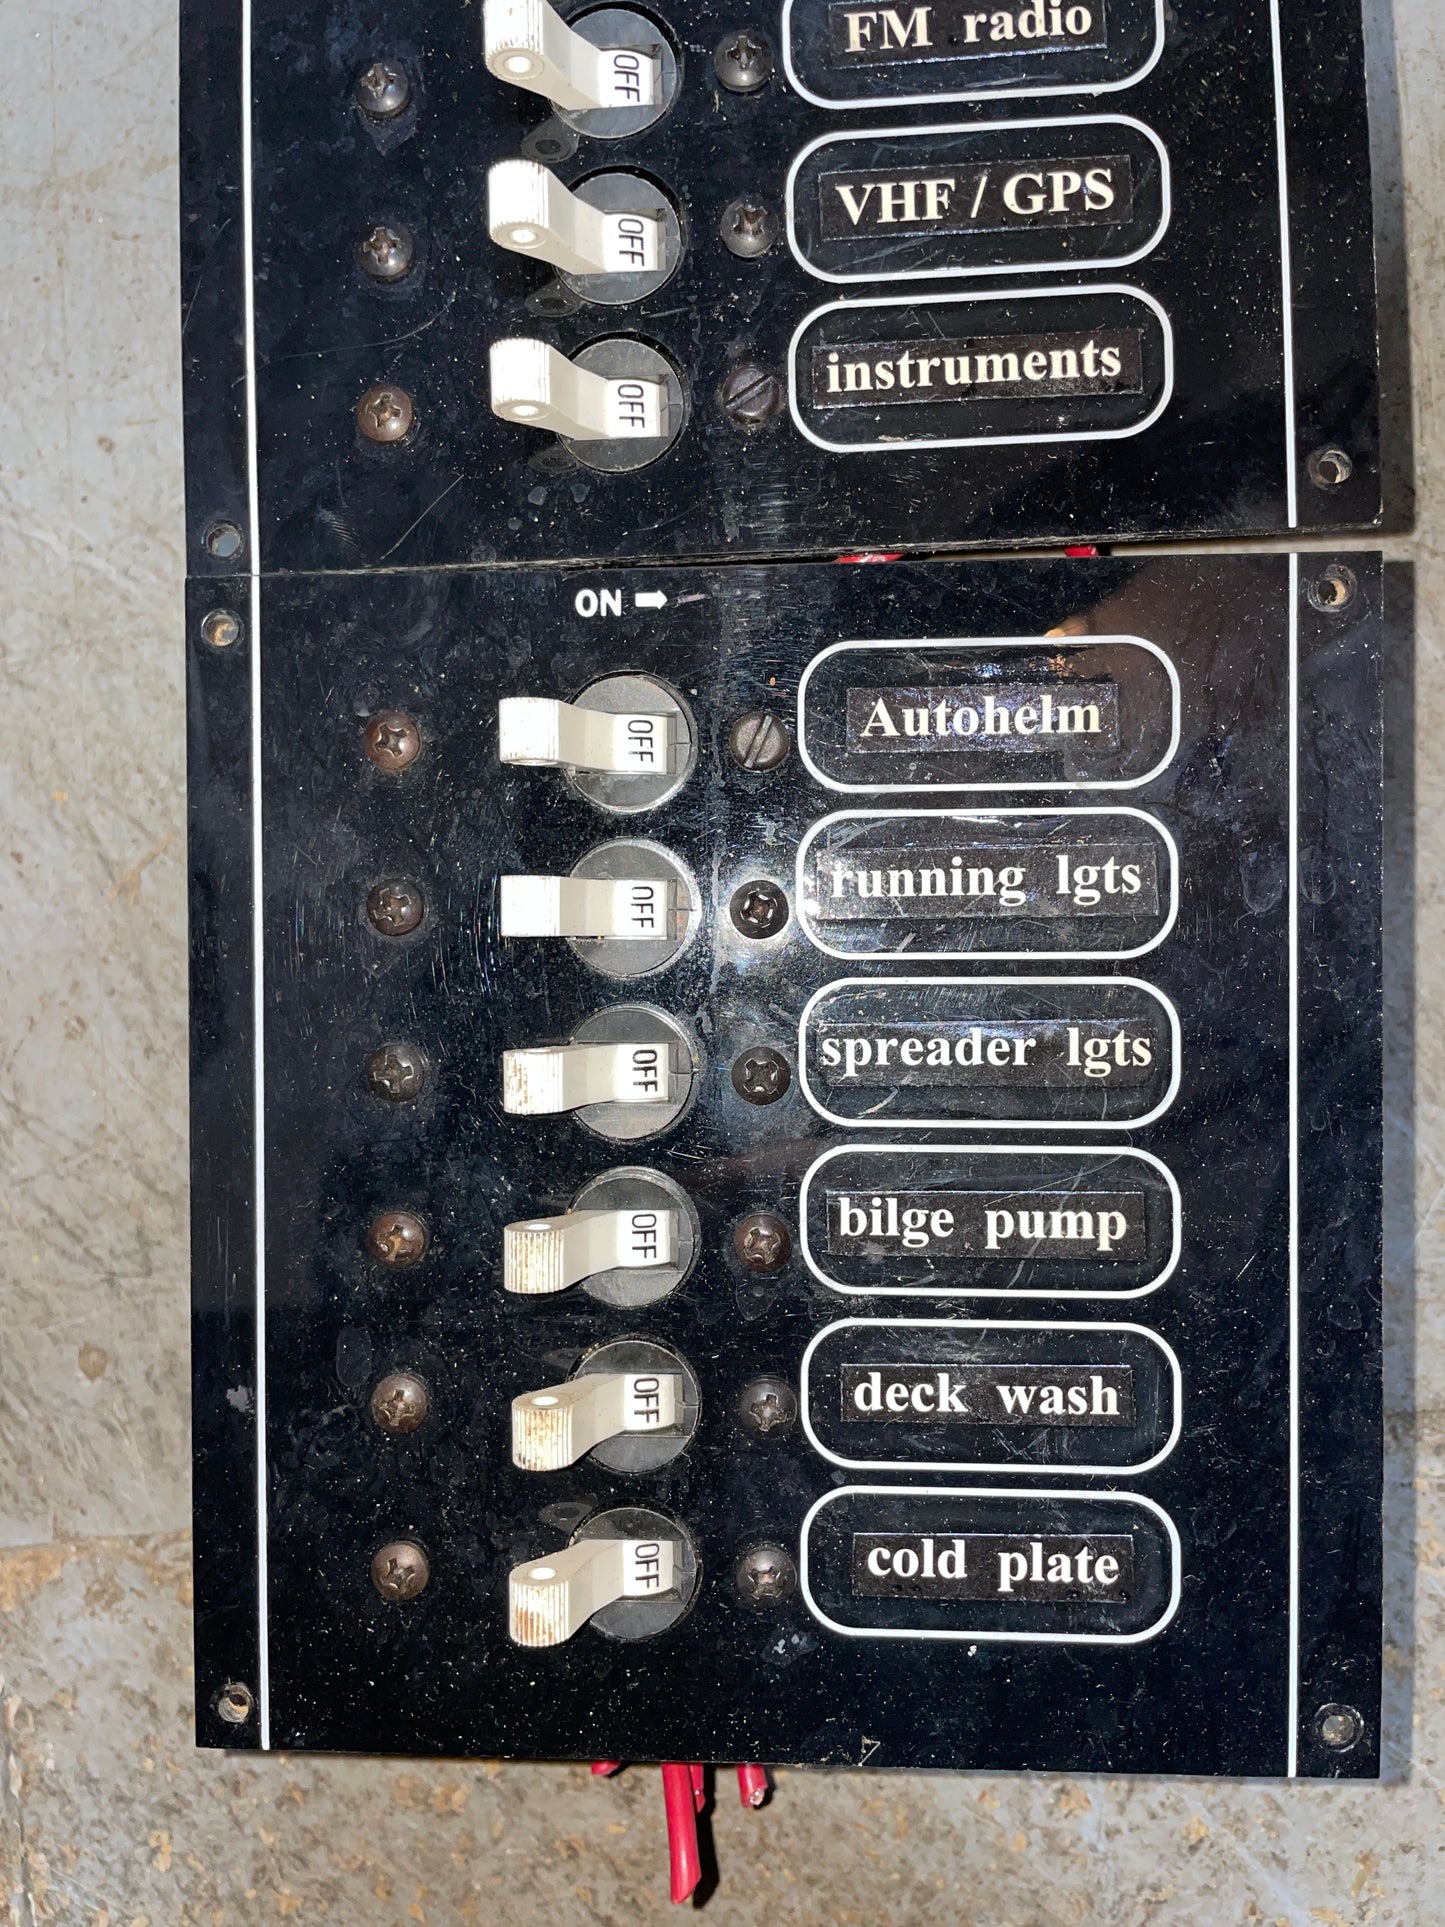 OFF FM radio
OFF VHF / GPS
OFF instruments
ON
OFF Autohelm
OFF running lgts
OFF spreader lgts
OFF bilge pump
OFF deck wash
OFF cold plate